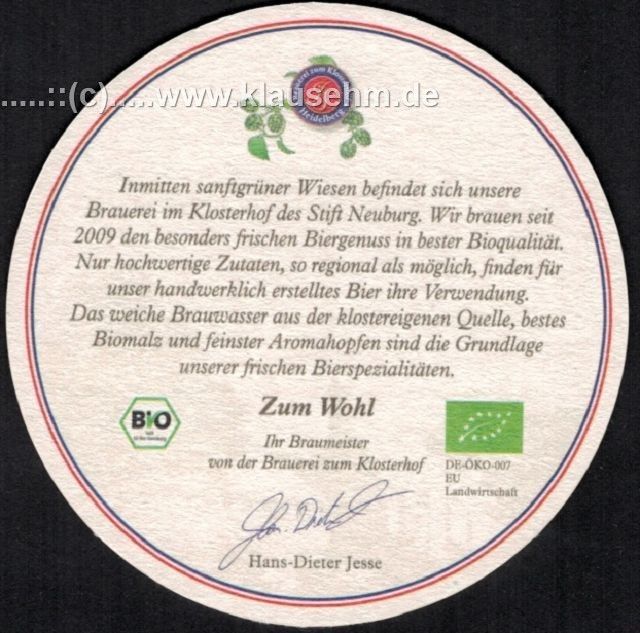 .....::(c).....www.klausehm.de
Brauerei zum Klosterhof
Heidelberg
Inmitten sanftgrüner Wiesen befindet sich unsere
Brauerei im Klosterhof des Stift Neuburg. Wir brauen seit
2009 den besonders frischen Biergenuss in bester Bioqualität.
Nur hochwertige Zutaten, so regional als möglich, finden für
unser handwerklich erstelltes Bier ihre Verwendung.
Das weiche Brauwasser aus der klostereigenen Quelle, bestes
Biomalz und feinster Aromahopfen sind die Grundlage
unserer frischen Bierspezialitäten.
Zum Wohl
Ihr Braumeister
von der Brauerei zum Klosterhof
Bio
DE-ÖKO-007
EU
Landwirtschaft
Hans-Dieter Jesse